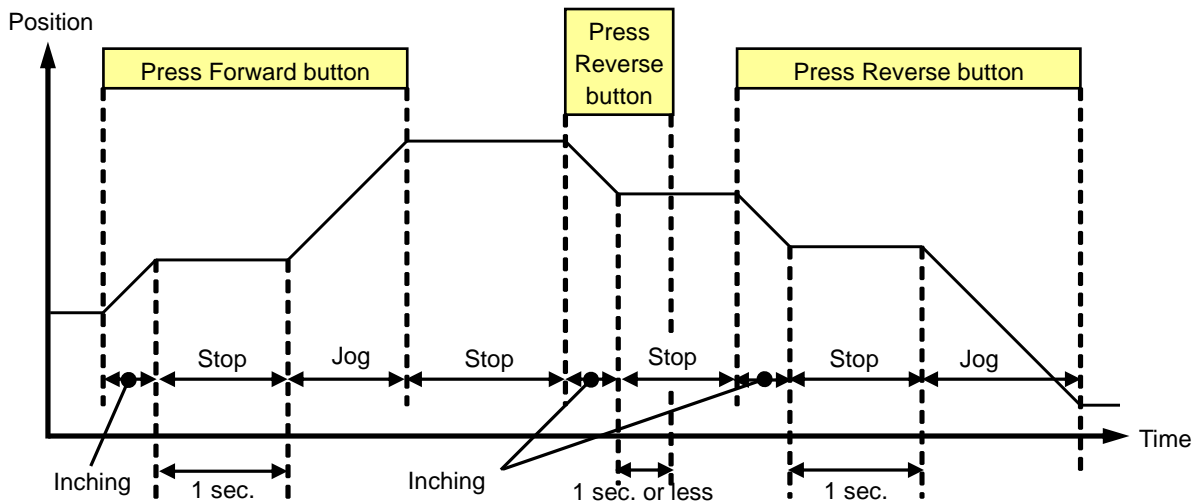 Position
Press Forward button
Press
Reverse
button
Press Reverse button
Stop
Jog
Stop
Stop
Stop
Jog
Time
Inching
1 sec.
Inching
1 sec. or less
1 sec.